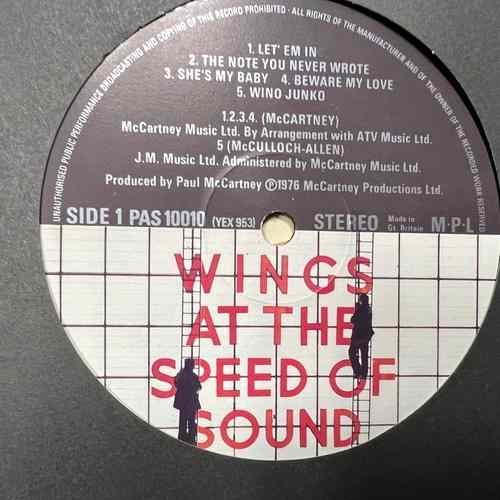 UNAUTHORISED PUBLIC PERFORMANCE BROADCASTING AND COPYING OF THIS RECORD PROHIBITED · ALL RIGHTS OF THE MANUFACTURER AND OF THE OWNER OF THE RECORDED WORK RESERVED
1. LET' EM IN
2. THE NOTE YOU NEVER WROTE
3. SHE'S MY BABY 4. BEWARE MY LOVE
5. WINO JUNKO
1.2.3.4. (McCARTNEY)
McCartney Music Ltd. By Arrangement with ATV Music Ltd.
5 (McCULLOCH-ALLEN)
J.M. Music Ltd. Administered by McCartney Music Ltd.
Produced by Paul McCartney ℗1976 McCartney Productions Ltd.
SIDE 1 PAS 10010 (YEX 953) STEREO Made in Gt. Britain M·P·L
WINGS
AT THE
SPEED OF
SOUND